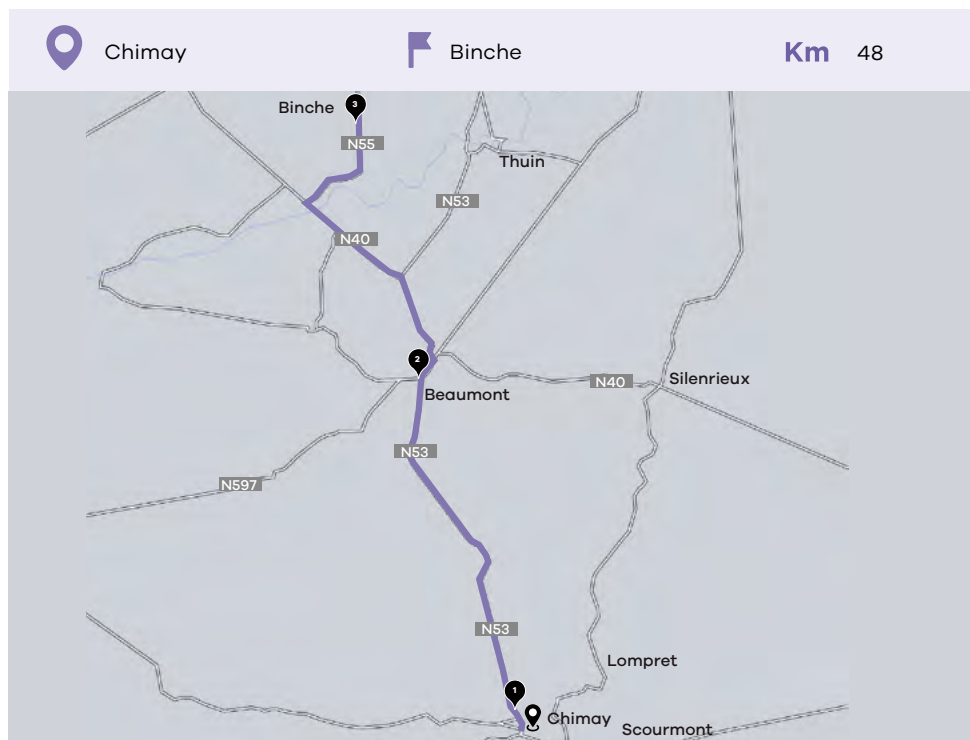 Chimay
Binche
Km 48
Binche
3
N55
Thuin
N53
N40
2
Beaumont
N40
Silenrieux
N53
N597
N53
Lompret
1
Chimay
Scourmont